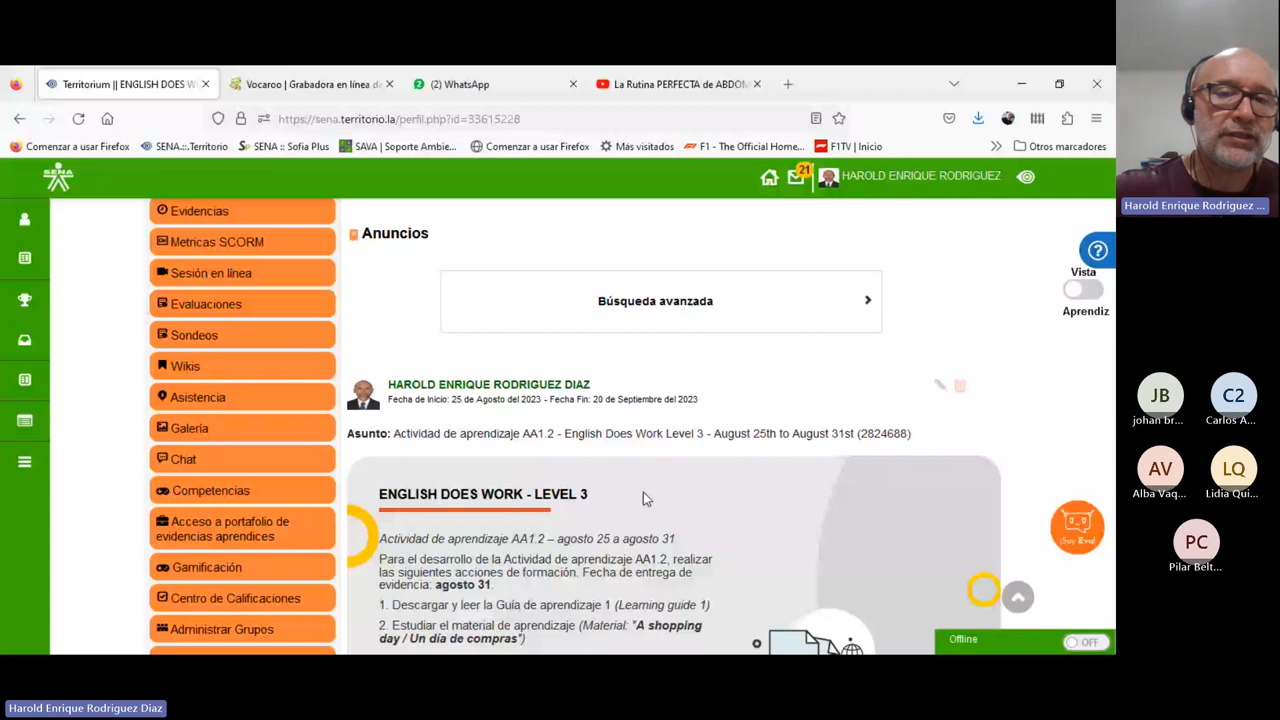 Territorium || ENGLISH DOES W
Vocaroo | Grabadora en línea de
(2) WhatsApp
La Rutina PERFECTA de ABDOM
https://sena.territorio.la/perfil.php?id=33615228
Comenzar a usar Firefox
SENA.::.Territorio
SENA :: Sofia Plus
SAVA | Soporte Ambie...
Comenzar a usar Firefox
Más visitados
F1 - The Official Home...
F1TV | Inicio
Otros marcadores
SENA
21
HAROLD ENRIQUE RODRIGUEZ
Harold Enrique Rodriguez ...
Evidencias
Metricas SCORM
Sesión en línea
Evaluaciones
Sondeos
Wikis
Asistencia
Galería
Chat
Competencias
Acceso a portafolio de
evidencias aprendices
Gamificación
Centro de Calificaciones
Administrar Grupos
Anuncios
Búsqueda avanzada
Vista
Aprendiz
HAROLD ENRIQUE RODRIGUEZ DIAZ
Fecha de Inicio: 25 de Agosto del 2023 - Fecha Fin: 20 de Septiembre del 2023
Asunto: Actividad de aprendizaje AA1.2 - English Does Work Level 3 - August 25th to August 31st (2824688)
ENGLISH DOES WORK - LEVEL 3
Actividad de aprendizaje AA1.2 – agosto 25 a agosto 31
Para el desarrollo de la Actividad de aprendizaje AA1.2, realizar
las siguientes acciones de formación. Fecha de entrega de
evidencia: agosto 31.
1. Descargar y leer la Guía de aprendizaje 1 (Learning guide 1)
2. Estudiar el material de aprendizaje (Material: "A shopping
day / Un día de compras")
¡Soy Eva!
Offline
OFF
JB
johan br...
C2
Carlos A...
AV
Alba Vaq...
LQ
Lidia Qui...
PC
Pilar Belt...
Harold Enrique Rodriguez Diaz